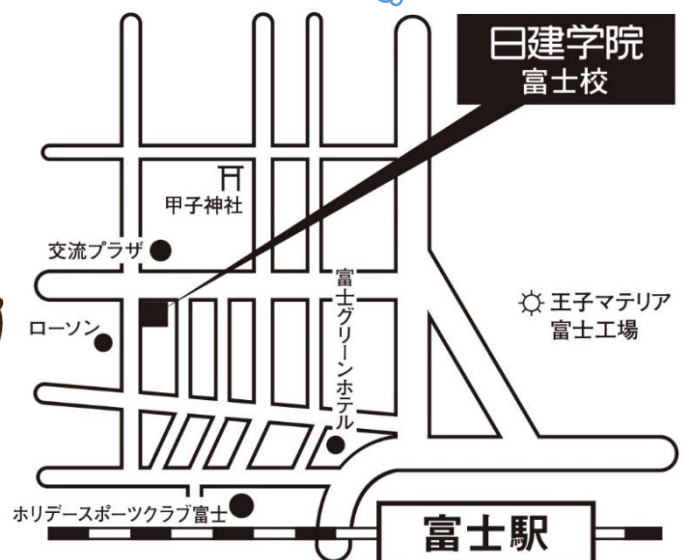 日建学院
富士校
甲子神社
交流プラザ
富士グリーンホテル
王子マテリア
富士工場
ローソン
ホリデースポーツクラブ富士
富士駅